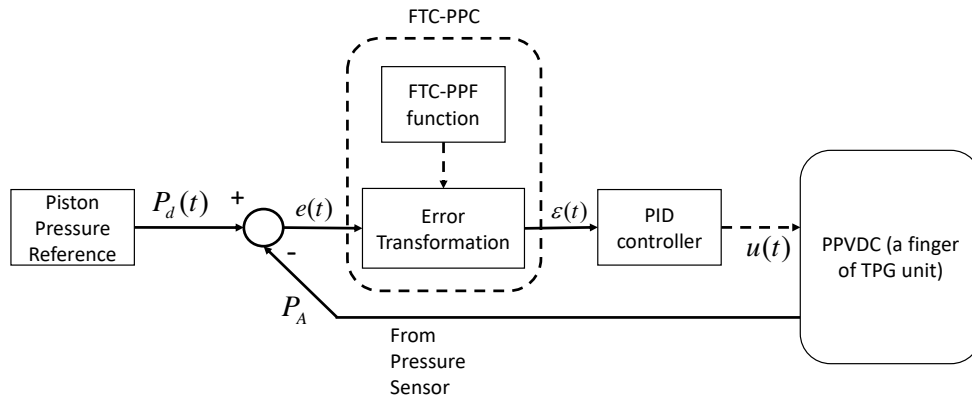 FTC-PPC
FTC-PPF
function
Piston
Pressure
Reference
P_d(t)
+
-
e(t)
Error
Transformation
ε(t)
PID
controller
u(t)
PPVDC (a finger
of TPG unit)
P_A
From
Pressure
Sensor